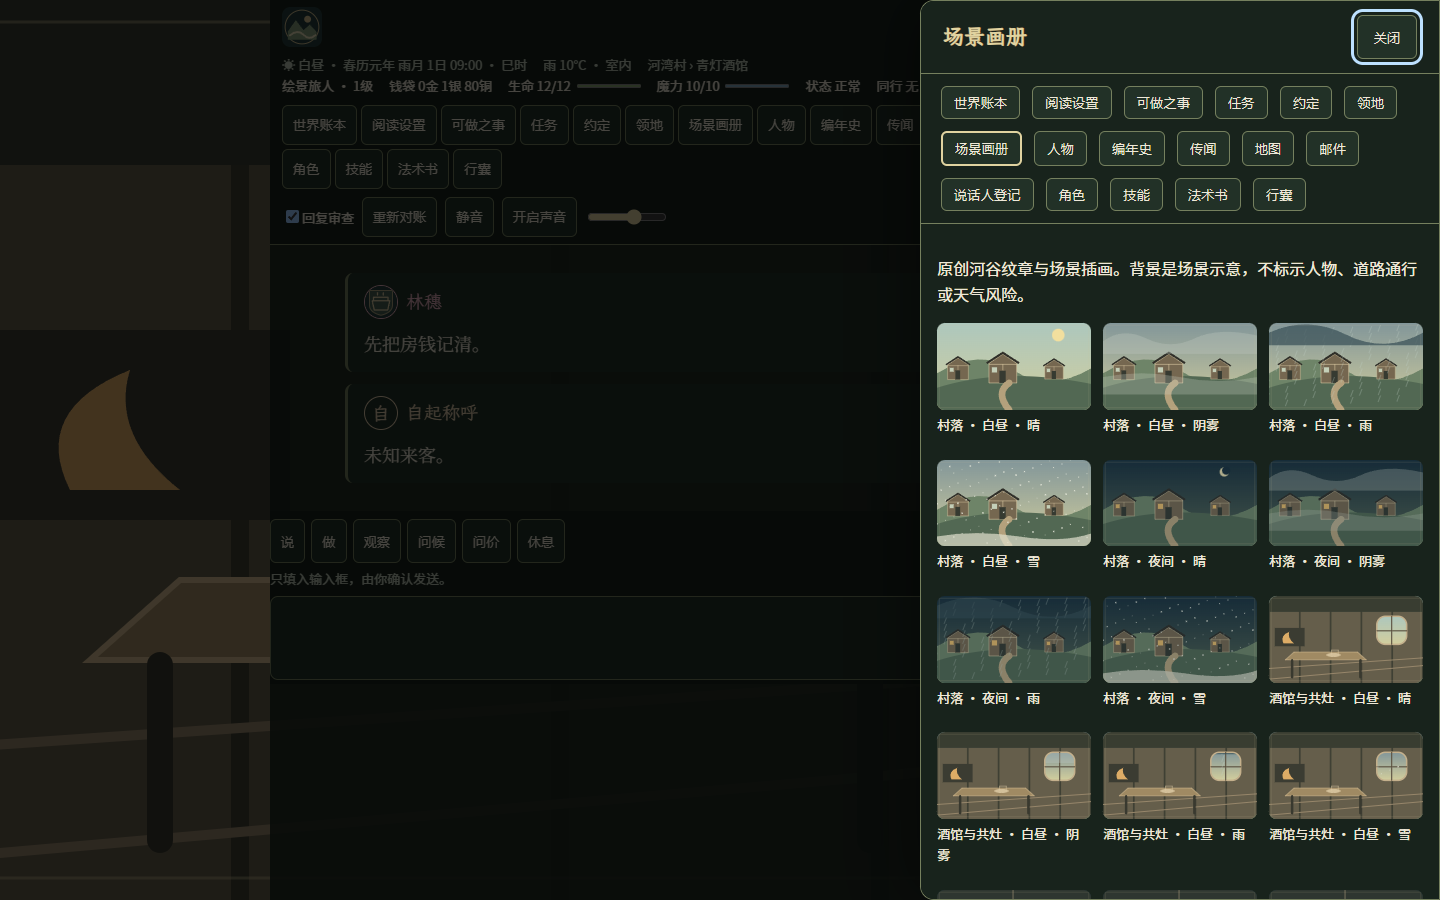 ☀ 白昼 · 春历元年 雨月 1日 09:00 · 巳时 雨 10°C · 室内 河湾村 › 青灯酒馆
绘景旅人 · 1级 钱袋 0金 1银 80铜 生命 12/12 魔力 10/10 状态 正常 同行 无
世界账本 阅读设置 可做之事 任务 约定 领地 场景画册 人物 编年史 传闻
角色 技能 法术书 行囊
回复审查 重新对账 静音 开启声音
林穗
先把房钱记清。
自 自起称呼
未知来客。
说 做 观察 问候 问价 休息
只填入输入框，由你确认发送。
场景画册 关闭
世界账本 阅读设置 可做之事 任务 约定 领地
场景画册 人物 编年史 传闻 地图 邮件
说话人登记 角色 技能 法术书 行囊
原创河谷纹章与场景插画。背景是场景示意，不标示人物、道路通行
或天气风险。
村落 · 白昼 · 晴 村落 · 白昼 · 阴雾 村落 · 白昼 · 雨
村落 · 白昼 · 雪 村落 · 夜间 · 晴 村落 · 夜间 · 阴雾
村落 · 夜间 · 雨 村落 · 夜间 · 雪 酒馆与共灶 · 白昼 · 晴
酒馆与共灶 · 白昼 · 阴
雾
酒馆与共灶 · 白昼 · 雨 酒馆与共灶 · 白昼 · 雪